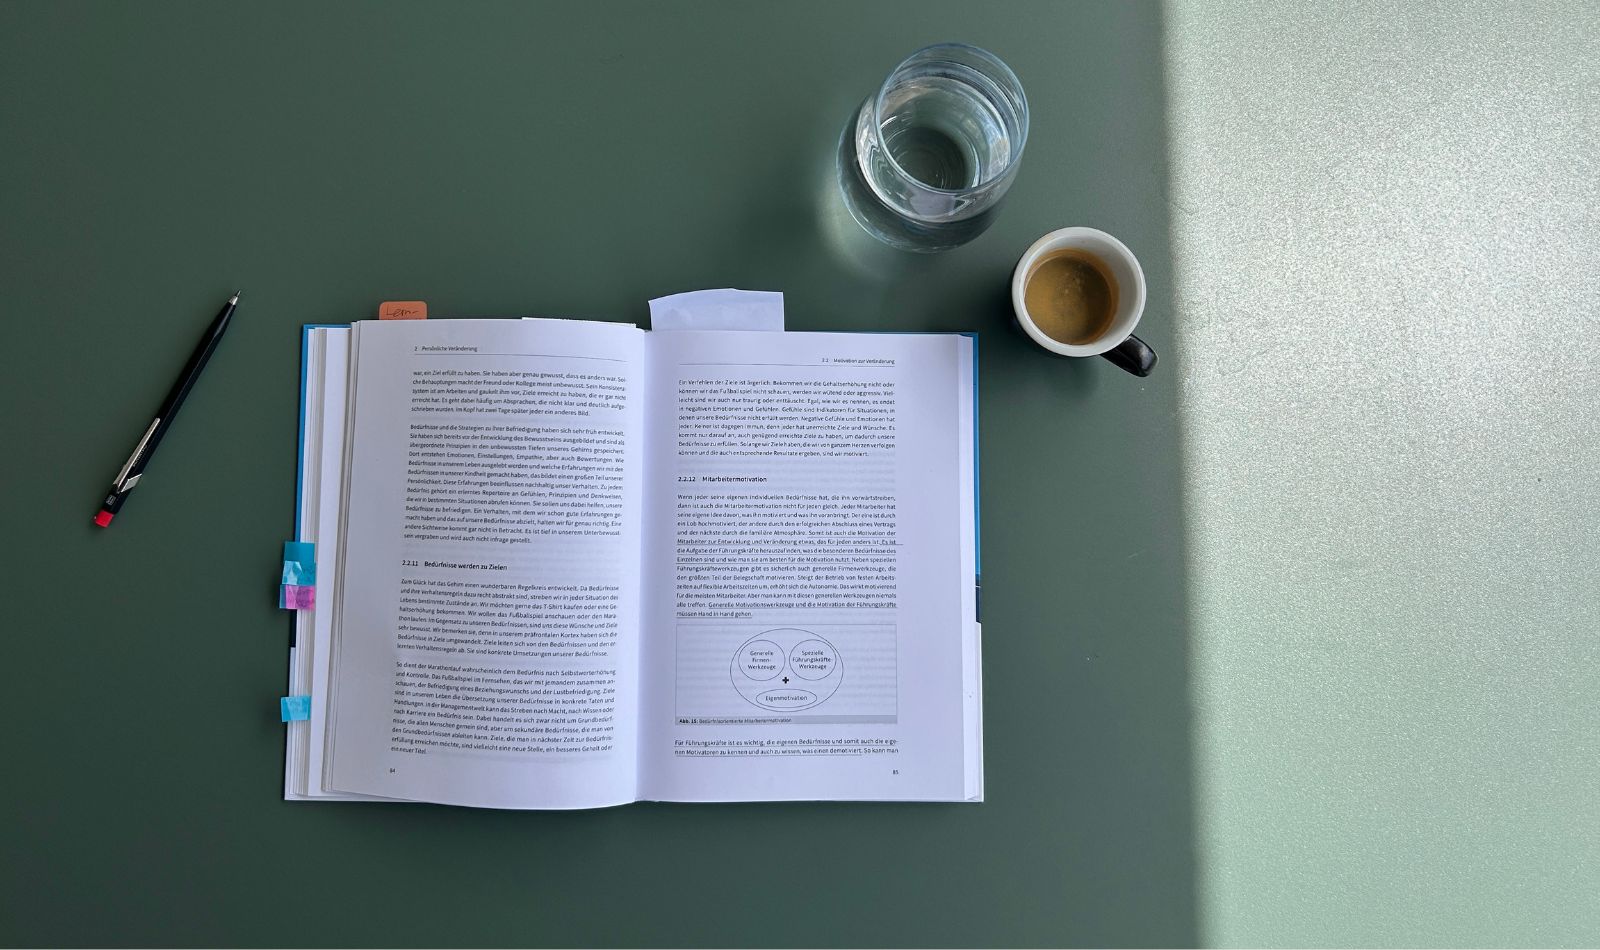 Lern-
2 Persönliche Veränderung
war, ein Ziel erfüllt zu haben. Sie haben aber genau gewusst, dass es anders war. Sol-
che Behauptungen macht der Freund oder Kollege meist unbewusst. Sein Konsistenz-
system ist am Arbeiten und gaukelt ihm vor, Ziele erreicht zu haben, die er gar nicht
erreicht hat. Es geht dabei häufig um Absprachen, die nicht klar und deutlich aufge-
schrieben wurden. Im Kopf hat zwei Tage später jeder ein anderes Bild.
Bedürfnisse und die Strategien zu ihrer Befriedigung haben sich sehr früh entwickelt.
Sie haben sich bereits vor der Entwicklung des Bewusstseins ausgebildet und sind als
übergeordnete Prinzipien in den unbewussten Tiefen unseres Gehirns gespeichert.
Dort entstehen Emotionen, Einstellungen, Empathie, aber auch Bewertungen. Wie
Bedürfnisse in unserem Leben ausgelebt werden und welche Erfahrungen wir mit den
Bedürfnissen in unserer Kindheit gemacht haben, das bildet einen großen Teil unserer
Persönlichkeit. Diese Erfahrungen beeinflussen nachhaltig unser Verhalten. Zu jedem
Bedürfnis gehört ein erlerntes Repertoire an Gefühlen, Prinzipien und Denkweisen,
die wir in bestimmten Situationen abrufen können. Sie sollen uns dabei helfen, unsere
Bedürfnisse zu befriedigen. Ein Verhalten, mit dem wir schon gute Erfahrungen ge-
macht haben und das auf unsere Bedürfnisse abzielt, halten wir für genau richtig. Eine
andere Sichtweise kommt gar nicht in Betracht. Es ist tief in unserem Unterbewusst-
sein vergraben und wird auch nicht infrage gestellt.
2.2.11 Bedürfnisse werden zu Zielen
Zum Glück hat das Gehirn einen wunderbaren Regelkreis entwickelt. Da Bedürfnisse
und ihre Verhaltensregeln dazu recht abstrakt sind, streben wir in jeder Situation des
Lebens bestimmte Zustände an. Wir möchten gerne das T-Shirt kaufen oder eine Ge-
haltserhöhung bekommen. Wir wollen das Fußballspiel anschauen oder den Mara-
thon laufen. Im Gegensatz zu unseren Bedürfnissen, sind uns diese Wünsche und Ziele
sehr bewusst. Wir bemerken sie, denn in unserem präfrontalen Kortex haben sich die
Bedürfnisse in Ziele umgewandelt. Ziele leiten sich von den Bedürfnissen und den er-
lernten Verhaltensregeln ab. Sie sind konkrete Umsetzungen unserer Bedürfnisse.
So dient der Marathonlauf wahrscheinlich dem Bedürfnis nach Selbstwerterhöhung
und Kontrolle. Das Fußballspiel im Fernsehen, das wir mit jemandem zusammen an-
schauen, der Befriedigung eines Beziehungswunschs und der Lustbefriedigung. Ziele
sind in unserem Leben die Übersetzung unserer Bedürfnisse in konkrete Taten und
Handlungen. In der Managementwelt kann das Streben nach Macht, nach Wissen oder
nach Karriere ein Bedürfnis sein. Dabei handelt es sich zwar nicht um Grundbedürf-
nisse, die allen Menschen gemein sind, aber um sekundäre Bedürfnisse, die man von
den Grundbedürfnissen ableiten kann. Ziele, die man in nächster Zeit zur Bedürfnis-
erfüllung erreichen möchte, sind vielleicht eine neue Stelle, ein besseres Gehalt oder
ein neuer Titel.
84
2.2 Motivation zur Veränderung
Ein Verfehlen der Ziele ist ärgerlich. Bekommen wir die Gehaltserhöhung nicht oder
können wir das Fußballspiel nicht schauen, werden wir wütend oder aggressiv. Viel-
leicht sind wir auch nur traurig oder enttäuscht. Egal, wie wir es nennen, es endet
in negativen Emotionen und Gefühlen. Gefühle sind Indikatoren für Situationen, in
denen unsere Bedürfnisse nicht erfüllt werden. Negative Gefühle und Emotionen hat
jeder. Keiner ist dagegen immun, denn jeder hat unerreichte Ziele und Wünsche. Es
kommt nur darauf an, auch genügend erreichte Ziele zu haben, um dadurch unsere
Bedürfnisse zu erfüllen. Solange wir Ziele haben, die wir von ganzem Herzen verfolgen
können und die auch entsprechende Resultate ergeben, sind wir motiviert.
2.2.12 Mitarbeitermotivation
Wenn jeder seine eigenen individuellen Bedürfnisse hat, die ihn vorwärtstreiben,
dann ist auch die Mitarbeitermotivation nicht für jeden gleich. Jeder Mitarbeiter hat
seine eigene Idee davon, was ihn motiviert und was ihn voranbringt. Der eine ist durch
ein Lob hochmotiviert, der andere durch den erfolgreichen Abschluss eines Vertrags
und der nächste durch die familiäre Atmosphäre. Somit ist auch die Motivation der
Mitarbeiter zur Entwicklung und Veränderung etwas, das für jeden anders ist. Es ist
die Aufgabe der Führungskräfte herauszufinden, was die besonderen Bedürfnisse des
Einzelnen sind und wie man sie am besten für die Motivation nutzt. Neben speziellen
Führungskräftewerkzeugen gibt es sicherlich auch generelle Firmenwerkzeuge, die
den größten Teil der Belegschaft motivieren. Steigt der Betrieb von festen Arbeits-
zeiten auf flexible Arbeitszeiten um, erhöht sich die Autonomie. Das wirkt motivierend
für die meisten Mitarbeiter. Aber man kann mit diesen generellen Werkzeugen niemals
alle treffen. Generelle Motivationswerkzeuge und die Motivation der Führungskräfte
müssen Hand in Hand gehen.
Generelle
Firmen-
Werkzeuge
Spezielle
Führungskräfte
Werkzeuge
+
Eigenmotivation
Abb. 15: Bedürfnisorientierte Mitarbeitermotivation
Für Führungskräfte ist es wichtig, die eigenen Bedürfnisse und somit auch die eige-
nen Motivatoren zu kennen und auch zu wissen, was einen demotiviert. So kann man
85